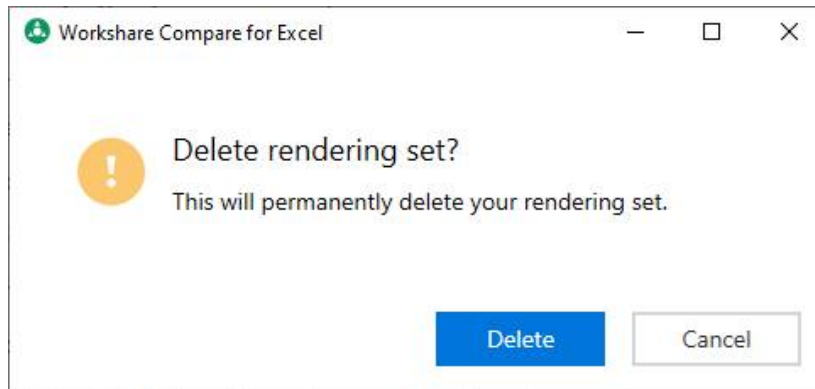 Workshare Compare for Excel
Delete rendering set?
This will permanently delete your rendering set.
Delete
Cancel